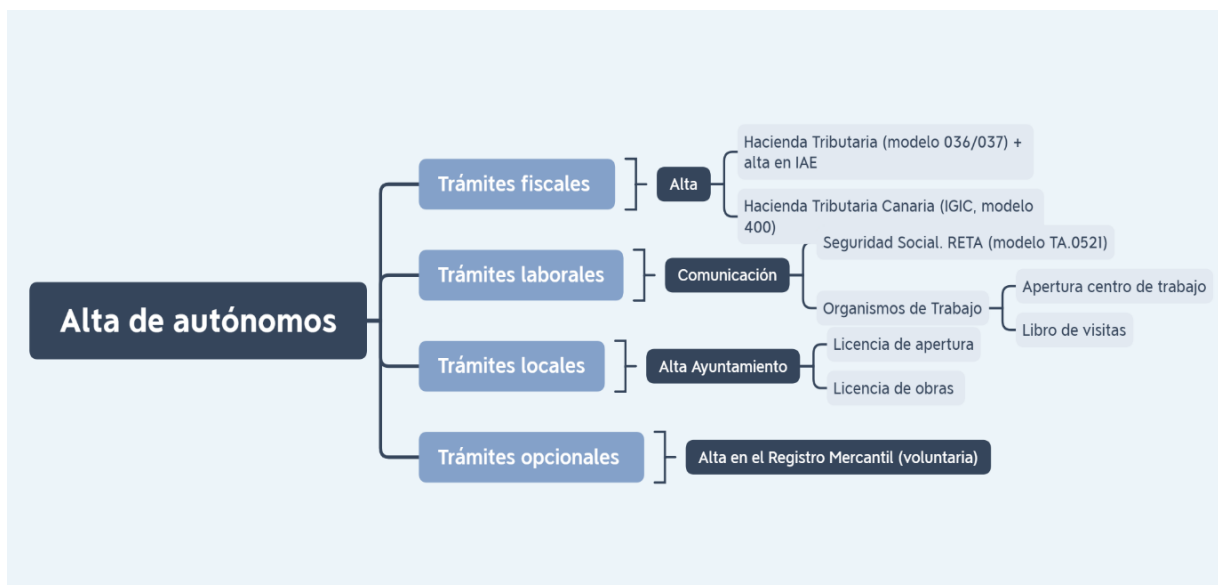 Alta de autónomos
Trámites fiscales
Alta
Hacienda Tributaria (modelo 036/037) +
alta en IAE
Hacienda Tributaria Canaria (IGIC, modelo
400)
Trámites laborales
Comunicación
Seguridad Social. RETA (modelo TA.0521)
Organismos de Trabajo
Apertura centro de trabajo
Libro de visitas
Trámites locales
Alta Ayuntamiento
Licencia de apertura
Licencia de obras
Trámites opcionales
Alta en el Registro Mercantil (voluntaria)